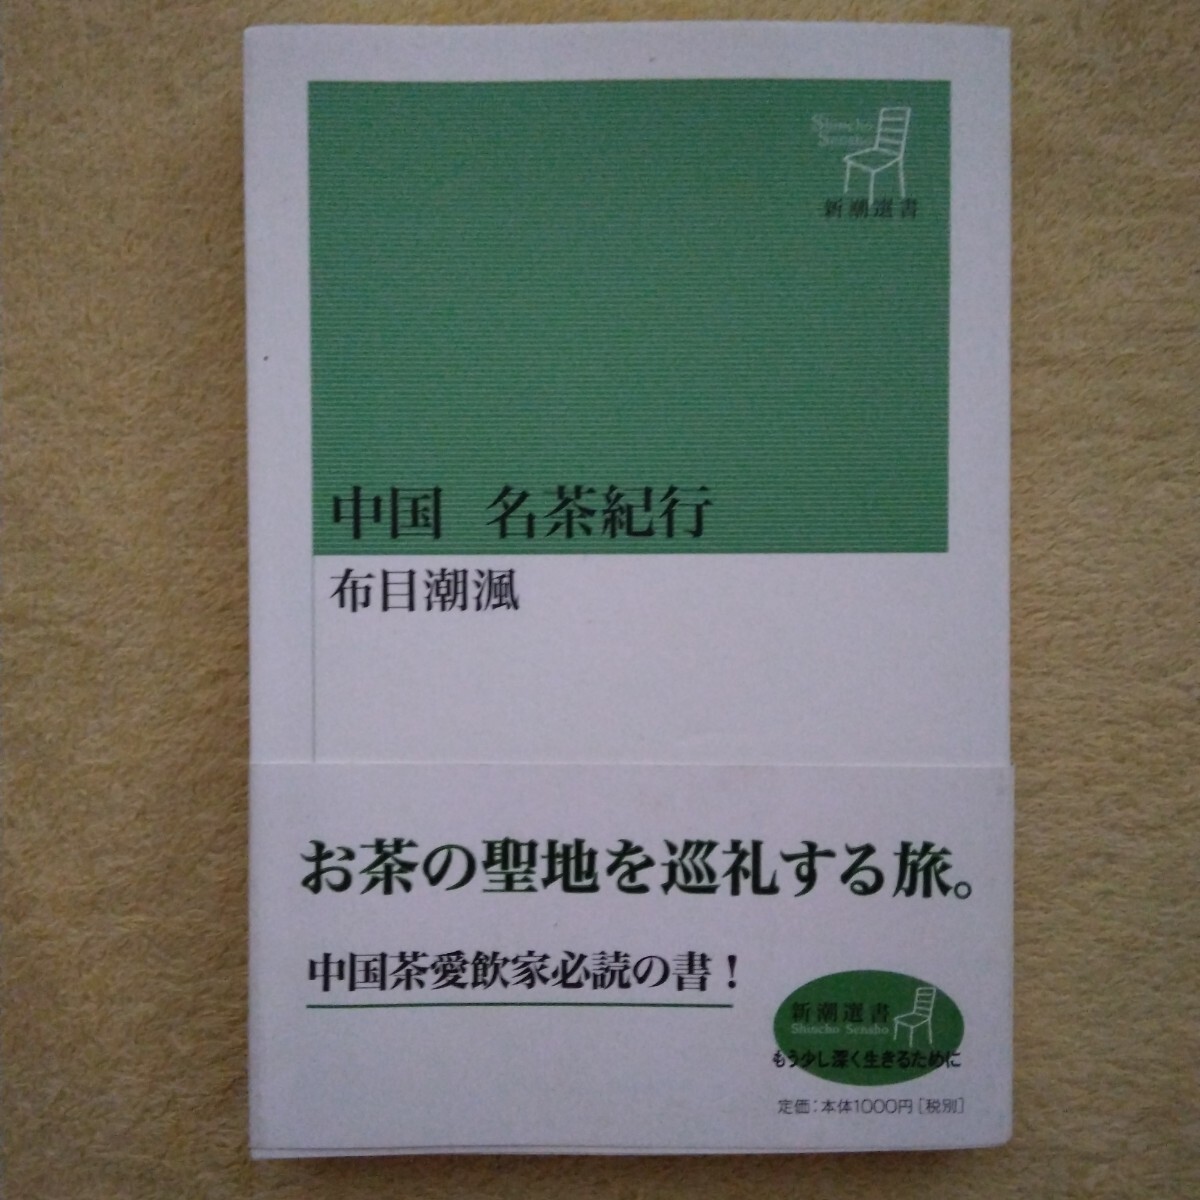 Shincho
Sensho
新潮選書
中国 名茶紀行
布目潮渢
お茶の聖地を巡礼する旅。
中国茶愛飲家必読の書！
新潮選書
Shincho Sensho
もう少し深く生きるために
定価：本体1000円［税別］